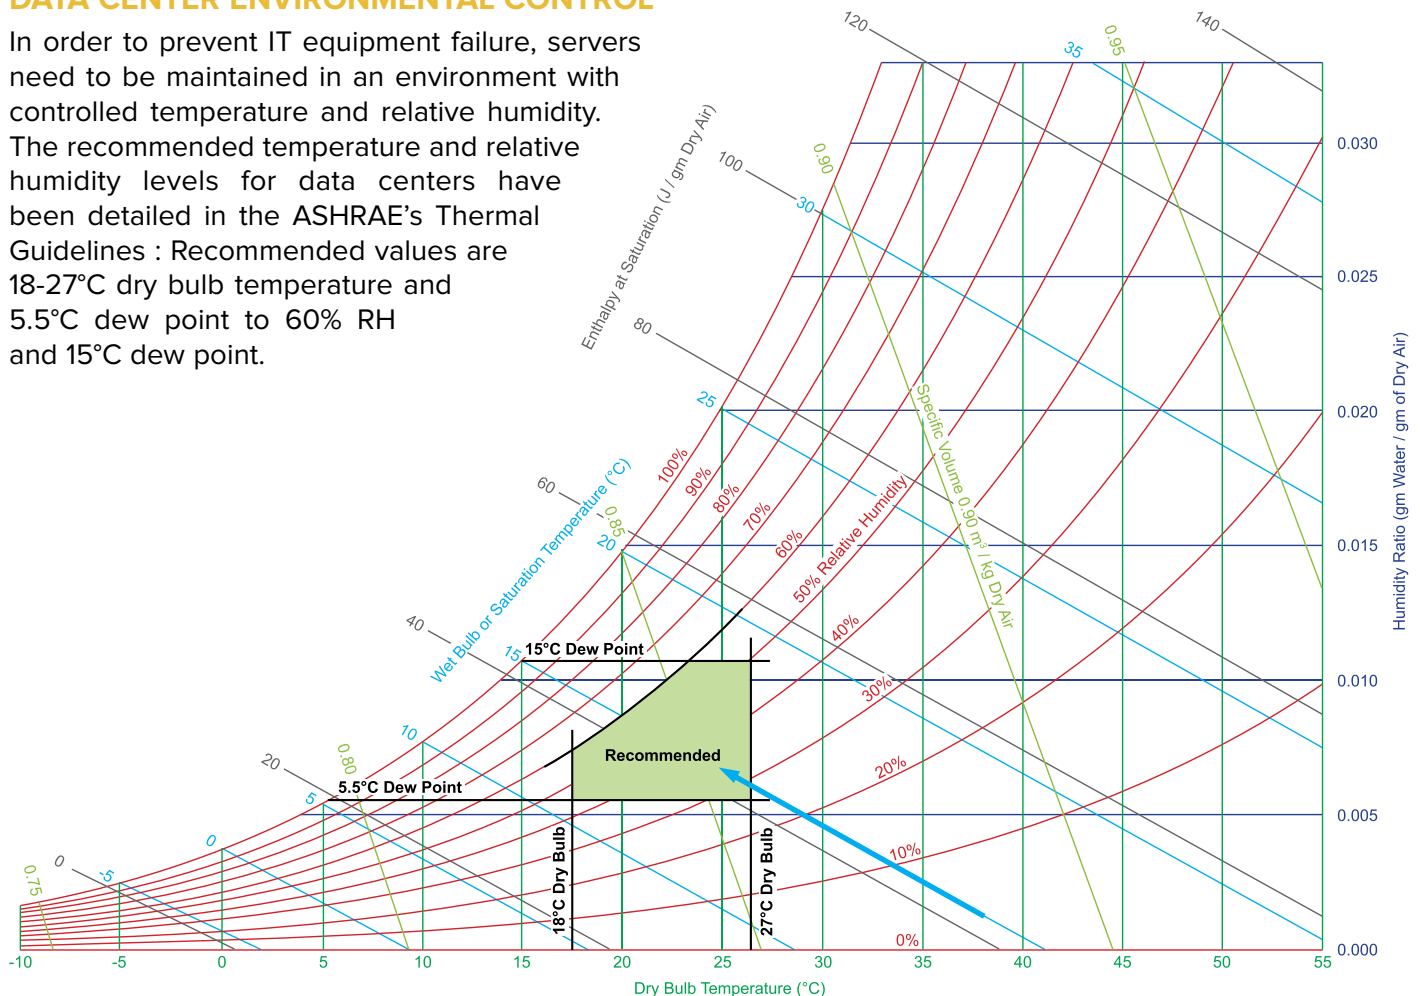 DATA CENTER ENVIRONMENTAL CONTROL
In order to prevent IT equipment failure, servers
need to be maintained in an environment with
controlled temperature and relative humidity.
The recommended temperature and relative
humidity levels for data centers have
been detailed in the ASHRAE's Thermal
Guidelines : Recommended values are
18-27°C dry bulb temperature and
5.5°C dew point to 60% RH
and 15°C dew point.
Enthalpy at Saturation (J / gm Dry Air)
0
20
40
60
80
100
120
140
Wet Bulb or Saturation Temperature (°C)
-5
0
5
10
15
20
25
30
35
0.75
0.80
0.85
0.90
0.95
Specific Volume 0.90 m³ / kg Dry Air
100%
90%
80%
70%
60%
50% Relative Humidity
40%
30%
20%
10%
0%
15°C Dew Point
Recommended
5.5°C Dew Point
18°C Dry Bulb
27°C Dry Bulb
0.030
0.025
0.020
0.015
0.010
0.005
0.000
Humidity Ratio (gm Water / gm of Dry Air)
-10
-5
0
5
10
15
20
25
30
35
40
45
50
55
Dry Bulb Temperature (°C)